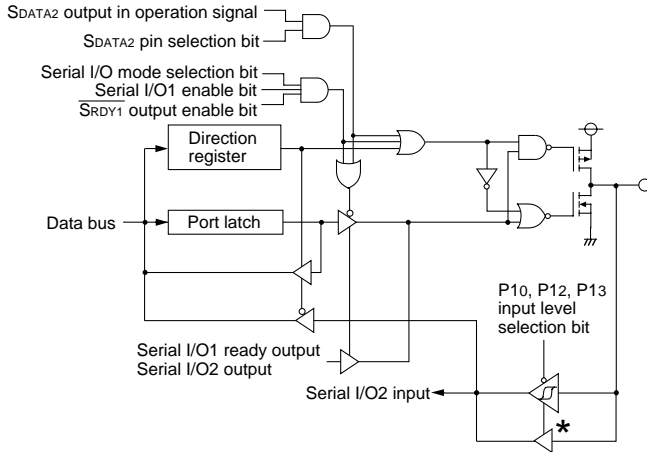 SDATA2 output in operation signal
SDATA2 pin selection bit
Serial I/O mode selection bit
Serial I/O1 enable bit
SRDY1 output enable bit
Direction
register
Data bus
Port latch
P10, P12, P13
input level
selection bit
Serial I/O1 ready output
Serial I/O2 output
Serial I/O2 input
*